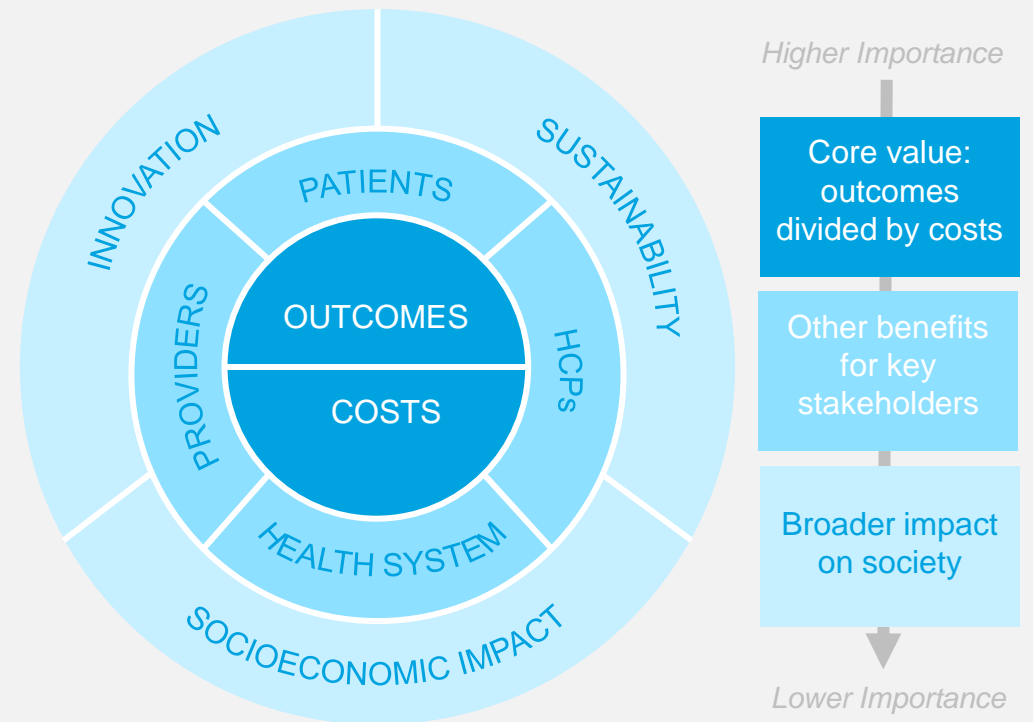 INNOVATION
SUSTAINABILITY
PATIENTS
PROVIDERS
HCPs
OUTCOMES
COSTS
HEALTH SYSTEM
SOCIOECONOMIC IMPACT
Higher Importance
Core value:
outcomes
divided by costs
Other benefits
for key
stakeholders
Broader impact
on society
Lower Importance